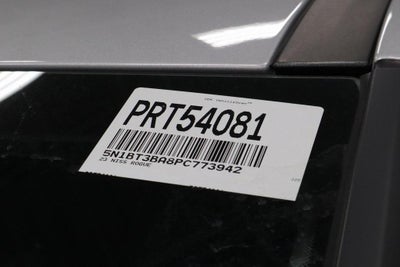 PRT54081
5N1BT3BA8PC773942
23 NISS ROGUE